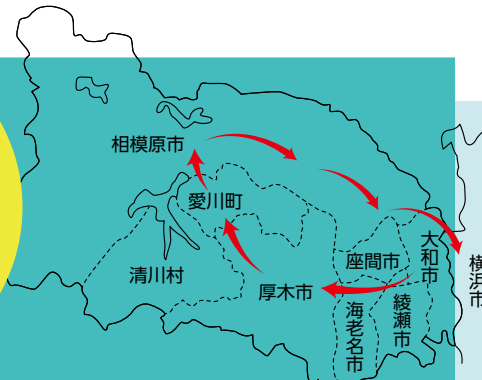 相模原市
愛川町
清川村
厚木市
座間市
海老名市
綾瀬市
大和市
横浜市